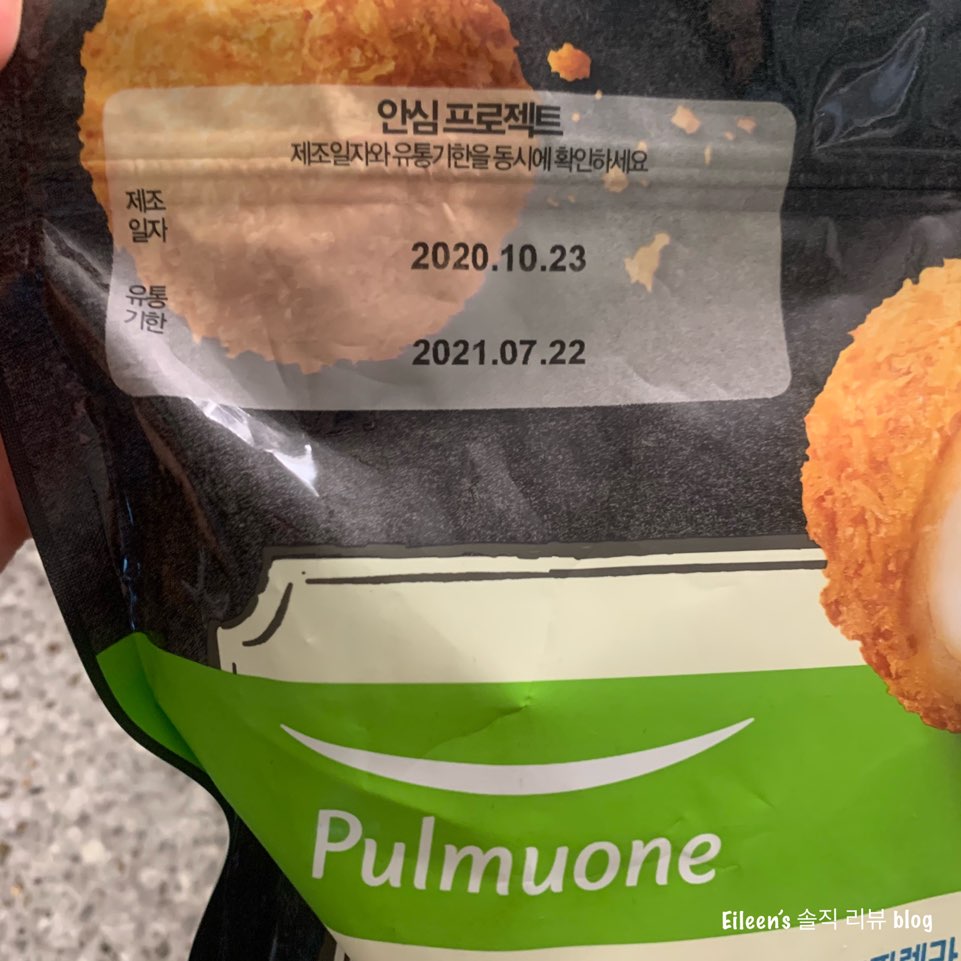 안심 프로젝트
제조일자와 유통기한을 동시에 확인하세요
제조
일자
2020.10.23
유통
기한
2021.07.22
Pulmuone
Eileen's 솔직 리뷰 blog